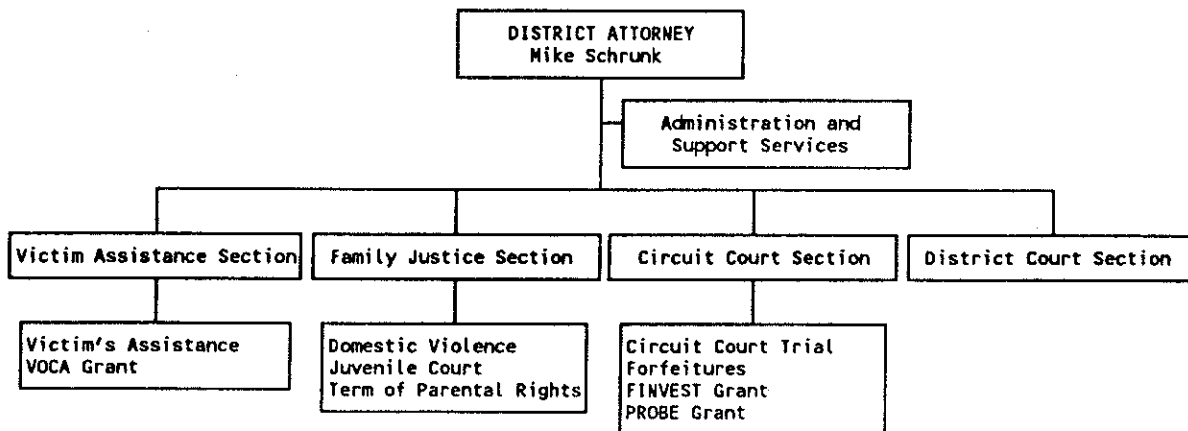 DISTRICT ATTORNEY
Mike Schrunk
Administration and
Support Services
Victim Assistance Section
Family Justice Section
Circuit Court Section
District Court Section
Victim's Assistance
VOCA Grant
Domestic Violence
Juvenile Court
Term of Parental Rights
Circuit Court Trial
Forfeitures
FINVEST Grant
PROBE Grant